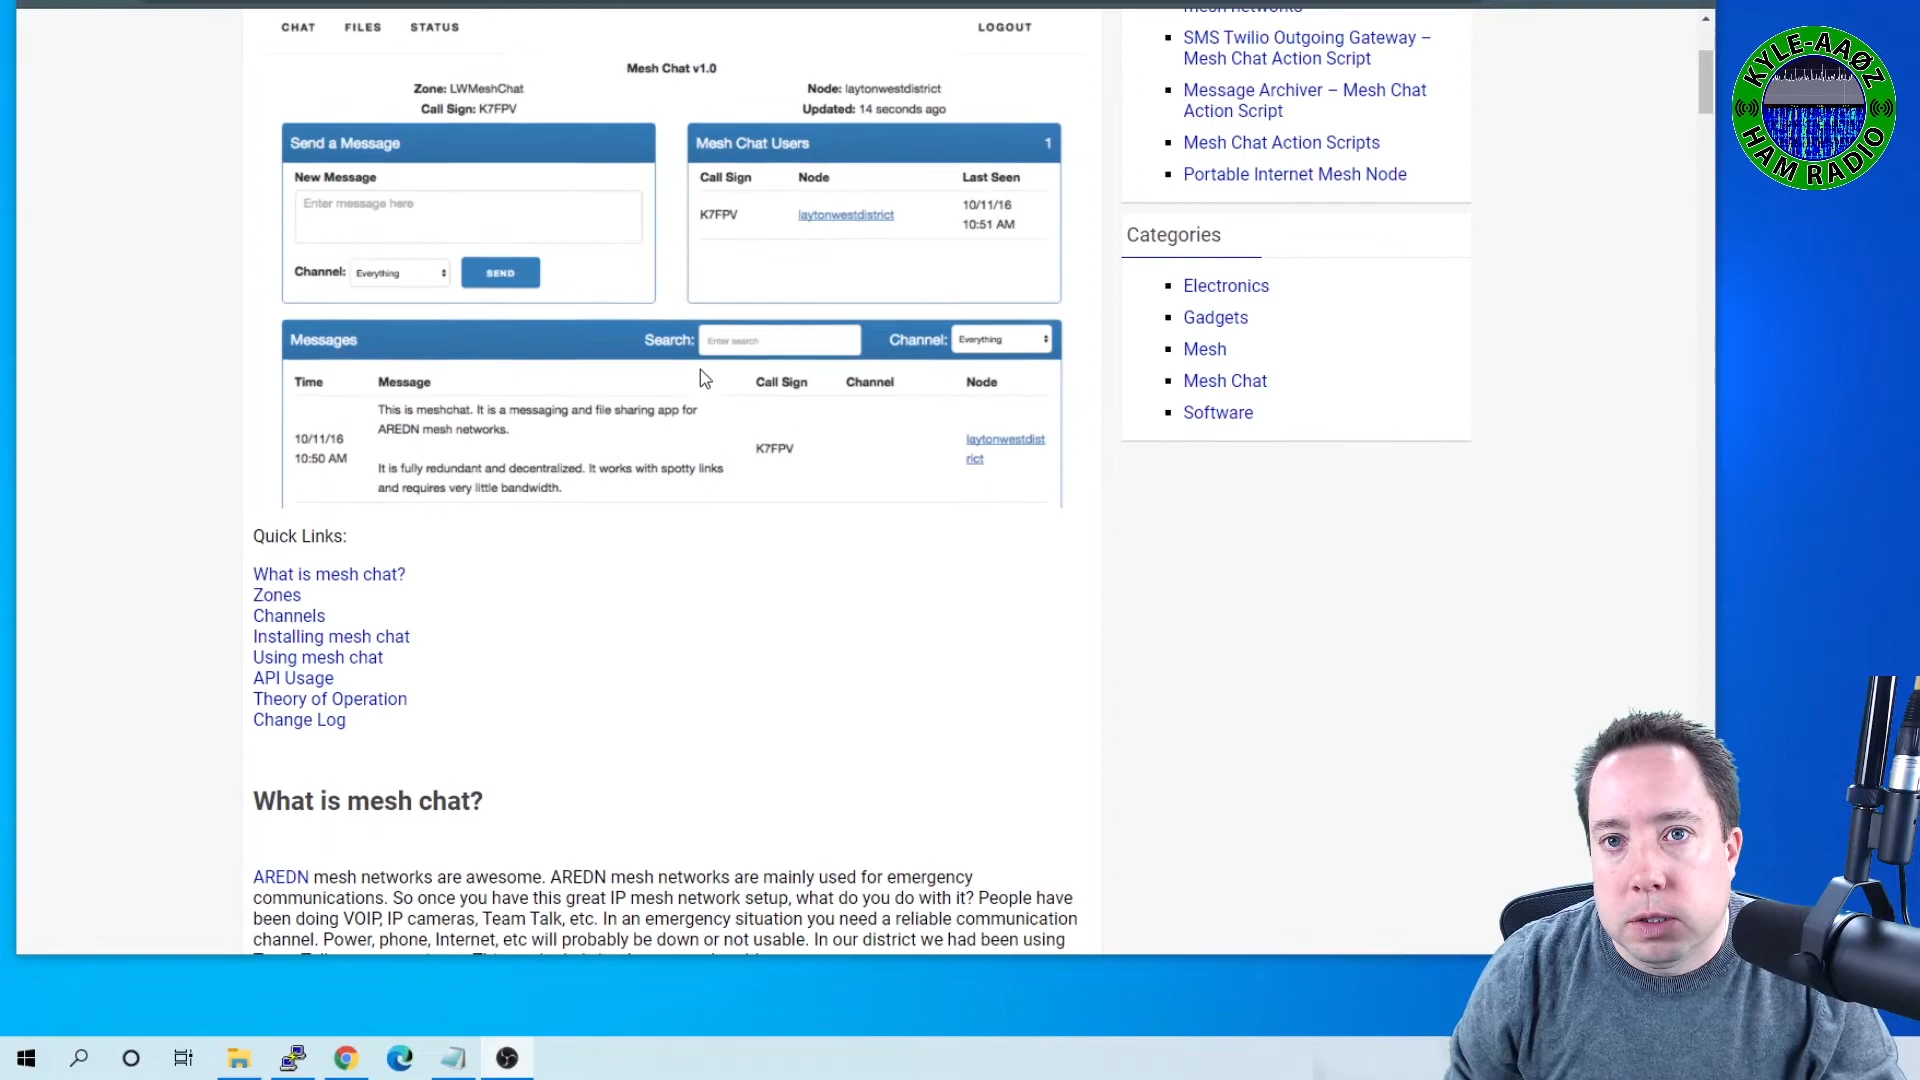 CHAT FILES STATUS LOGOUT
Mesh Chat v1.0
Zone: LWMeshChat
Call Sign: K7FPV
Node: laytonwestdistrict
Updated: 14 seconds ago
Send a Message
New Message
Enter message here
Channel: Everything SEND
Mesh Chat Users 1
Call Sign Node Last Seen
K7FPV laytonwestdistrict 10/11/16
10:51 AM
Messages Search: Enter search Channel: Everything
Time Message Call Sign Channel Node
This is meshchat. It is a messaging and file sharing app for
AREDN mesh networks.
It is fully redundant and decentralized. It works with spotty links
and requires very little bandwidth.
10/11/16
10:50 AM
K7FPV
laytonwestdist
rict
Quick Links:
What is mesh chat?
Zones
Channels
Installing mesh chat
Using mesh chat
API Usage
Theory of Operation
Change Log
What is mesh chat?
AREDN mesh networks are awesome. AREDN mesh networks are mainly used for emergency
communications. So once you have this great IP mesh network setup, what do you do with it? People have
been doing VOIP, IP cameras, Team Talk, etc. In an emergency situation you need a reliable communication
channel. Power, phone, Internet, etc will probably be down or not usable. In our district we had been using
mesh networks
SMS Twilio Outgoing Gateway –
Mesh Chat Action Script
Message Archiver – Mesh Chat
Action Script
Mesh Chat Action Scripts
Portable Internet Mesh Node
Categories
Electronics
Gadgets
Mesh
Mesh Chat
Software
KYLE-AAØZ
HAM RADIO